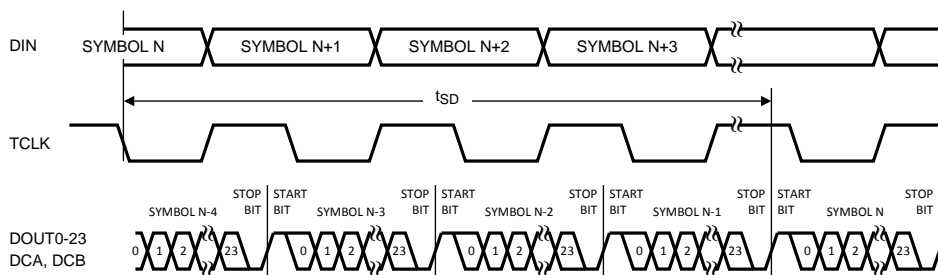 DIN
SYMBOL N
SYMBOL N+1
SYMBOL N+2
SYMBOL N+3
tSD
TCLK
STOP BIT
START BIT
STOP BIT
START BIT
STOP BIT
START BIT
STOP BIT
START BIT
STOP BIT
SYMBOL N-4
SYMBOL N-3
SYMBOL N-2
SYMBOL N-1
SYMBOL N
DOUT0-23
DCA, DCB
0 1 2 23
0 1 2 23
0 1 2 23
0 1 2 23
0 1 2 23